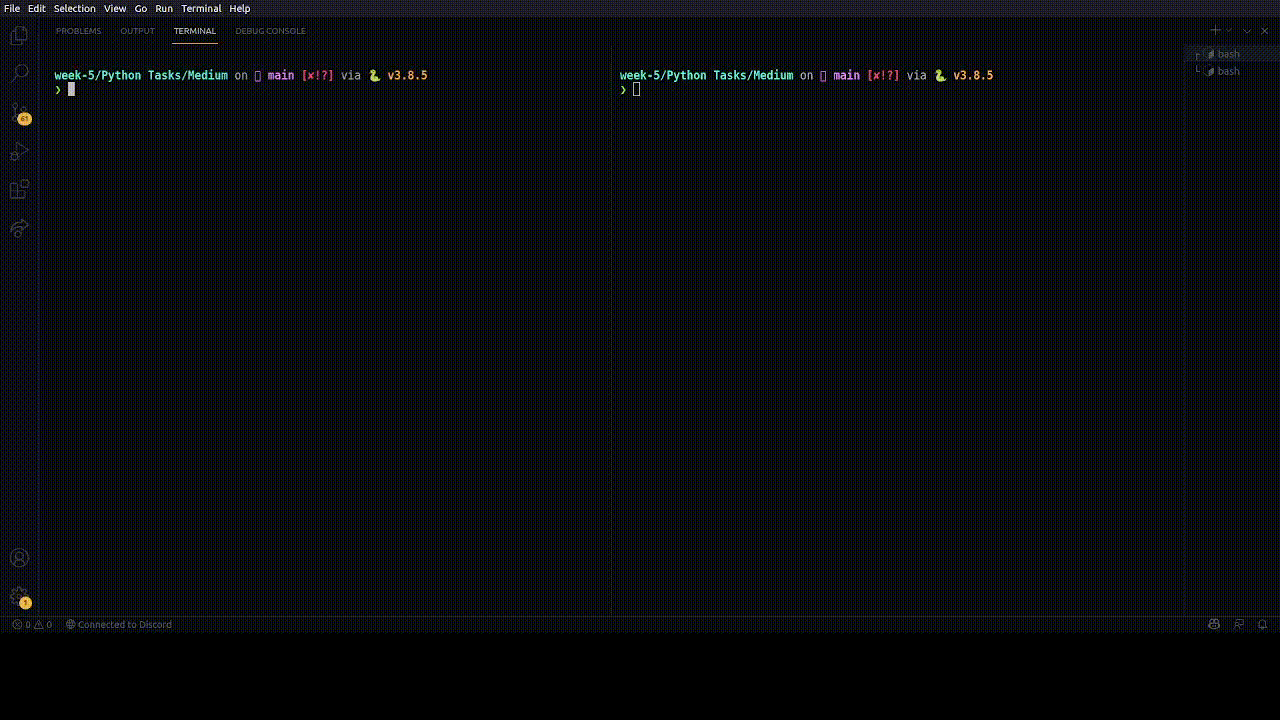 File Edit Selection View Go Run Terminal Help
PROBLEMS OUTPUT TERMINAL DEBUG CONSOLE
week-5/Python Tasks/Medium on main [✘!?] via 🐍 v3.8.5
❯
week-5/Python Tasks/Medium on main [✘!?] via 🐍 v3.8.5
❯
bash
bash
61
1
0 0 Connected to Discord